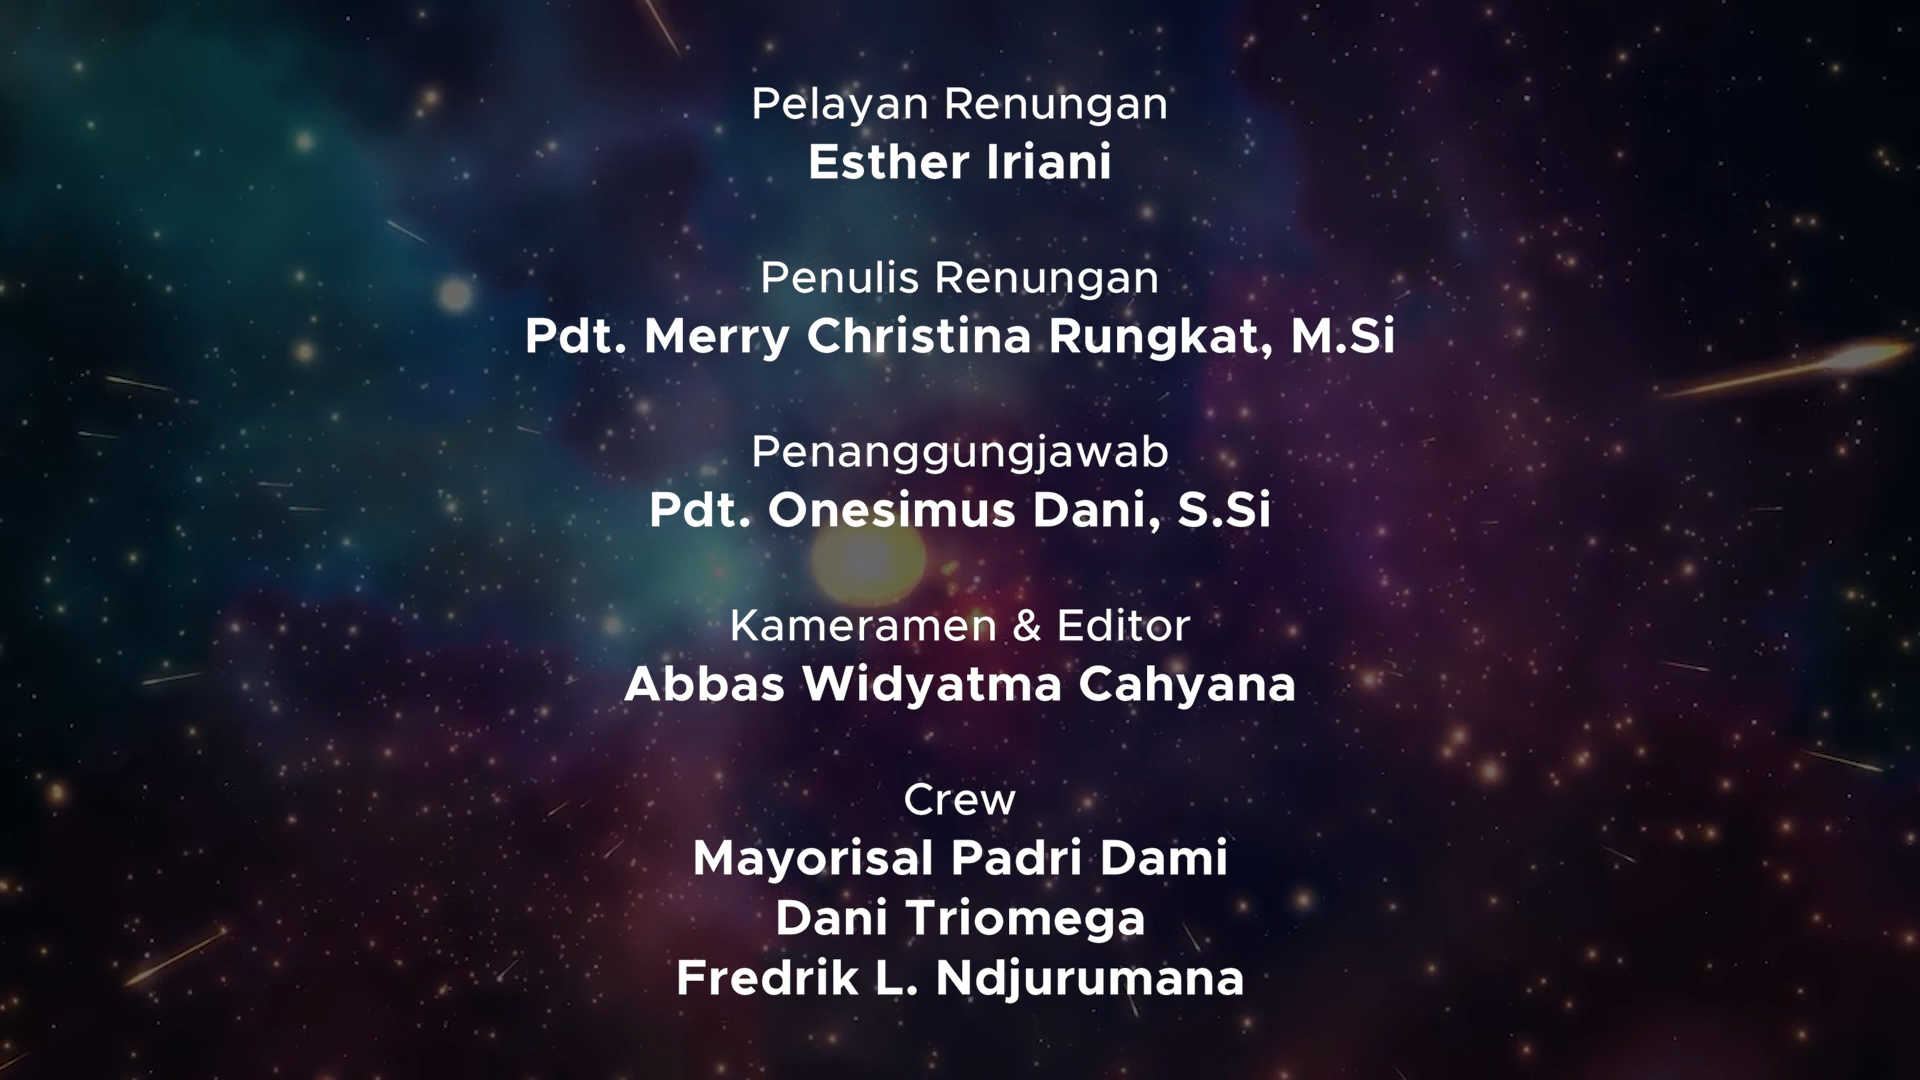 Pelayan Renungan
Esther Iriani
Penulis Renungan
Pdt. Merry Christina Rungkat, M.Si
Penanggungjawab
Pdt. Onesimus Dani, S.Si
Kameramen & Editor
Abbas Widyatma Cahyana
Crew
Mayorisal Padri Dami
Dani Triomega
Fredrik L. Ndjurumana